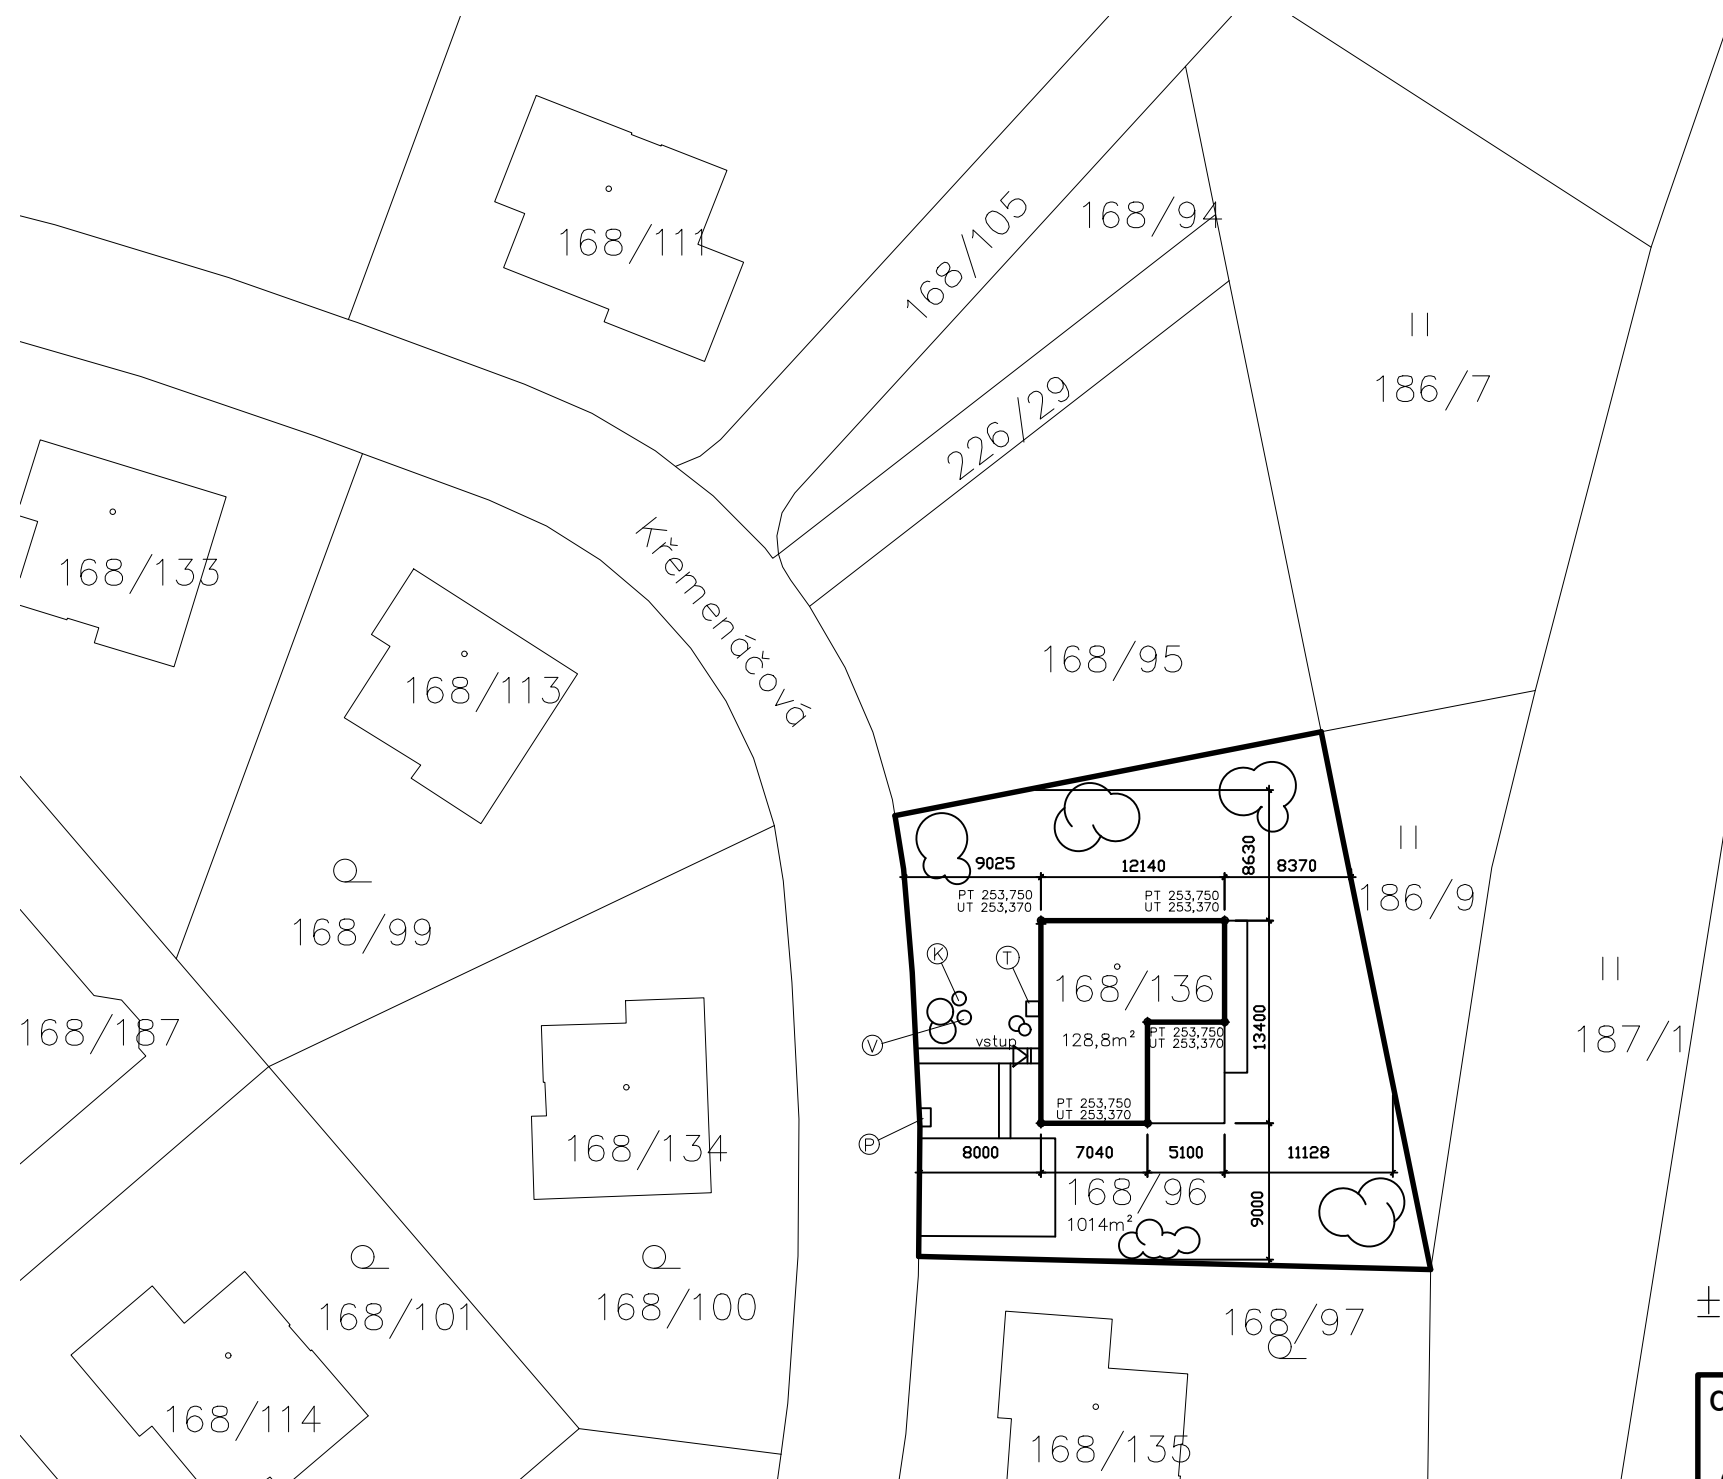 168/94
168/105
168/111
186/7
226/29
Křemenáčová
168/133
168/95
168/113
8630
9025
12140
8370
PT 253,750
UT 253,370
PT 253,750
UT 253,370
186/9
168/99
K
T
168/136
187/1
168/187
V
vstup
128,8m²
PT 253,750
UT 253,370
13400
PT 253,750
UT 253,370
P
168/134
8000
7040
5100
11128
168/96
1014m²
9000
168/101
168/100
168/97
±
168/114
168/135